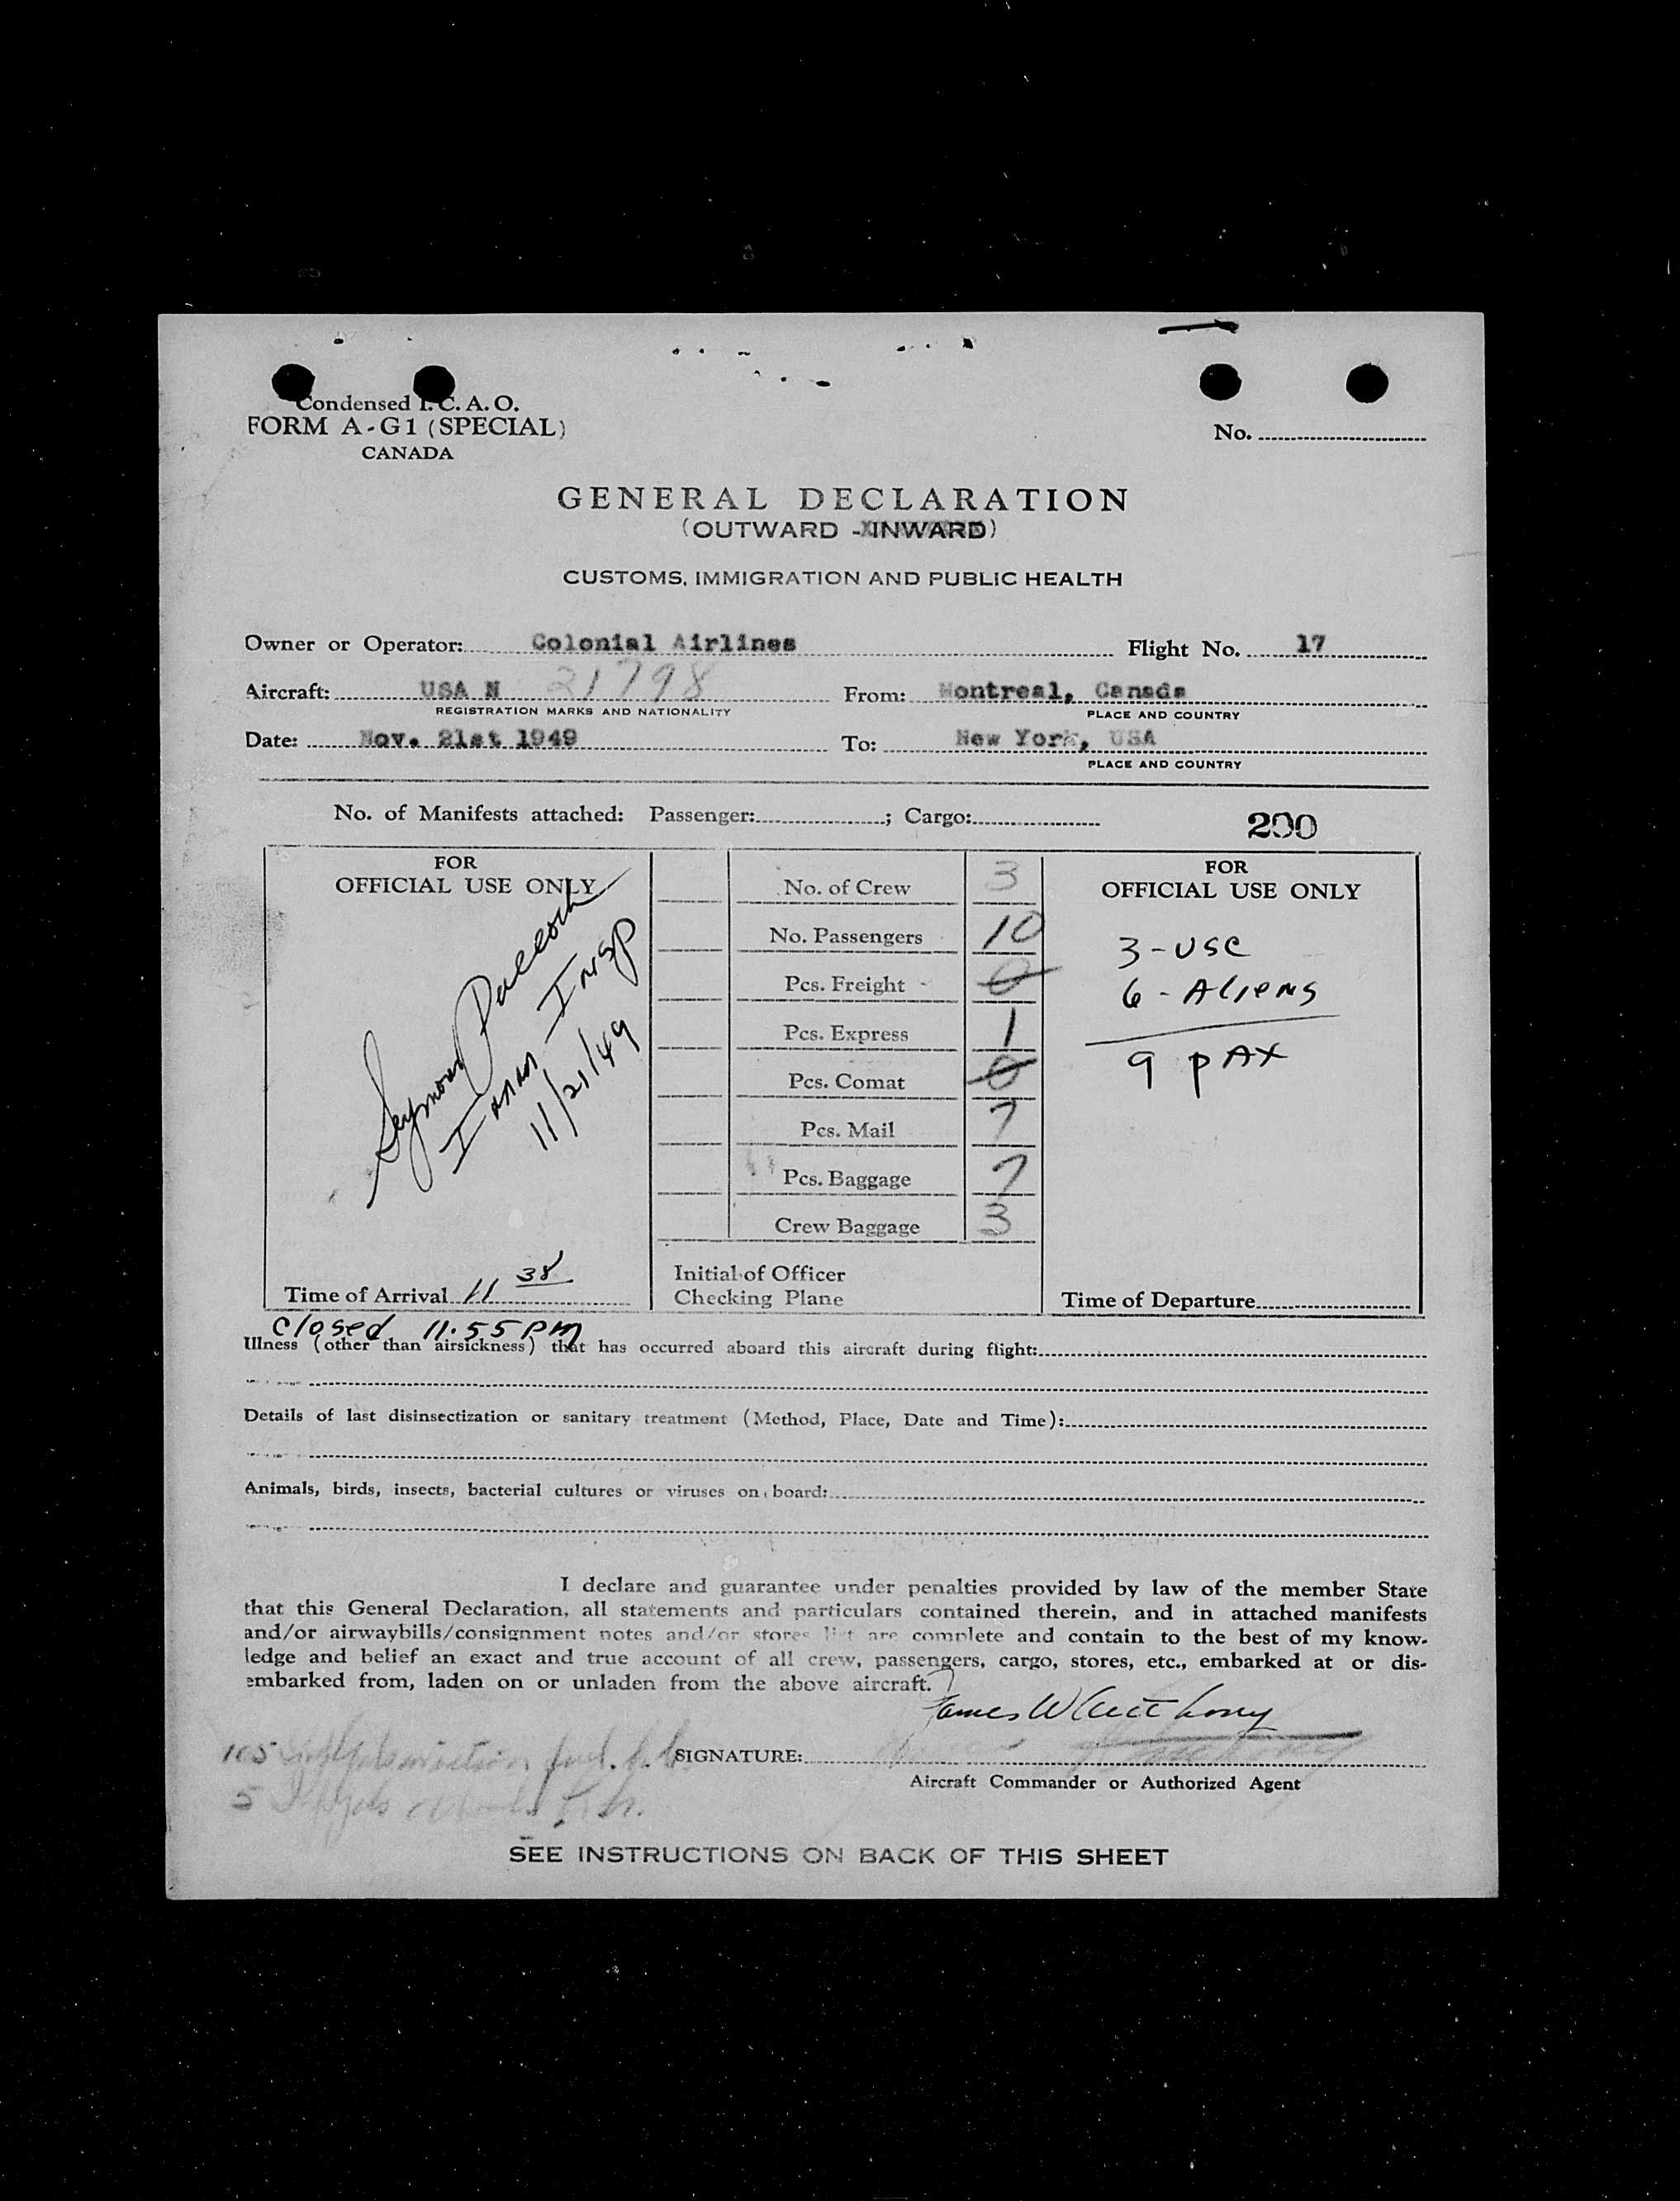 Condensed I. C. A. O.
FORM A-G1 (SPECIAL)
CANADA
No.
GENERAL DECLARATION
(OUTWARD - INWARD)
CUSTOMS, IMMIGRATION AND PUBLIC HEALTH
Owner or Operator: Colonial Airlines Flight No. 17
Aircraft: USA N 21798 From: Montreal, Canada
REGISTRATION MARKS AND NATIONALITY PLACE AND COUNTRY
Date: Nov. 21st 1949 To: New York, USA
PLACE AND COUNTRY
No. of Manifests attached: Passenger: ; Cargo: 200
FOR
OFFICIAL USE ONLY
Seymour
Immn Insp
11/21/49
Time of Arrival 11 38
No. of Crew 3
No. Passengers 10
Pcs. Freight 0
Pcs. Express 1
Pcs. Comat 0
Pcs. Mail 7
Pcs. Baggage 7
Crew Baggage 3
Initial of Officer
Checking Plane
FOR
OFFICIAL USE ONLY
3 - USC
6 - Aliens
9 pAX
Time of Departure
Closed 11.55 PM
Illness (other than airsickness) that has occurred aboard this aircraft during flight:
Details of last disinsectization or sanitary treatment (Method, Place, Date and Time):
Animals, birds, insects, bacterial cultures or viruses on board:
I declare and guarantee under penalties provided by law of the member State
that this General Declaration, all statements and particulars contained therein, and in attached manifests
and/or airwaybills/consignment notes and/or stores list are complete and contain to the best of my know-
ledge and belief an exact and true account of all crew, passengers, cargo, stores, etc., embarked at or dis-
embarked from, laden on or unladen from the above aircraft.
James W Anthony
SIGNATURE:
Aircraft Commander or Authorized Agent
SEE INSTRUCTIONS ON BACK OF THIS SHEET